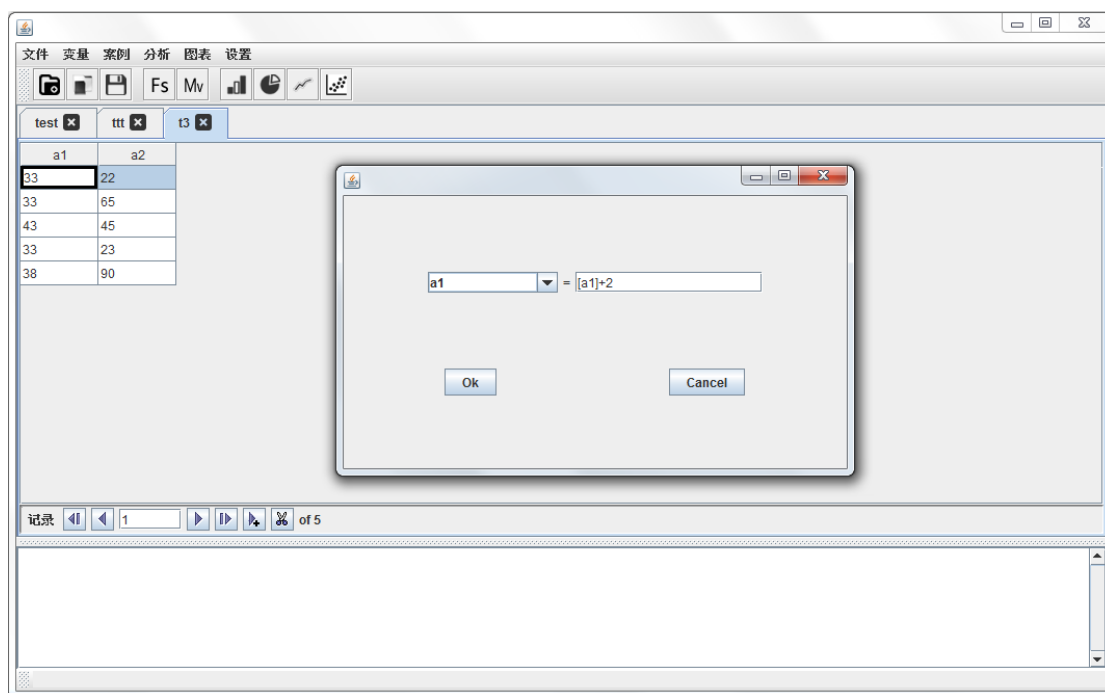 文件 变量 案例 分析 图表 设置
Fs Mv
test ttt t3
a1 a2
33 22
33 65
43 45
33 23
38 90
a1 = [a1]+2
Ok Cancel
记录 1 of 5